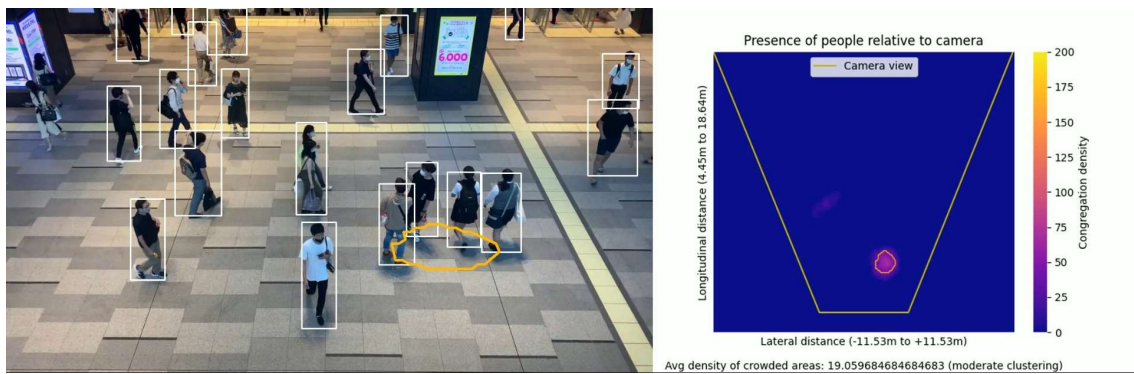 6.000
Presence of people relative to camera
Camera view
Longitudinal distance (4.45m to 18.64m)
Lateral distance (-11.53m to +11.53m)
200
175
150
125
100
75
50
25
0
Congregation density
Avg density of crowded areas: 19.059684684684683 (moderate clustering)